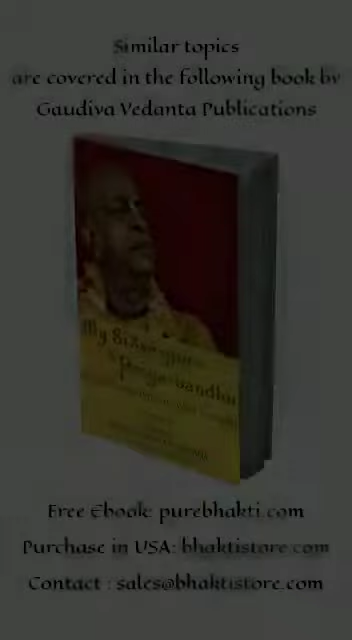 Similar topics
are covered in the following book by
Gaudiya Vedanta Publications
Free Ebook: purebhakti.com
Purchase in USA: bhaktistore.com
Contact : sales@bhaktistore.com